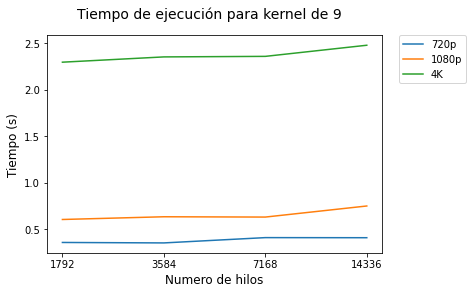 Tiempo de ejecución para kernel de 9
720p
1080p
4K
Tiempo (s)
2.5
2.0
1.5
1.0
0.5
1792 3584 7168 14336
Numero de hilos